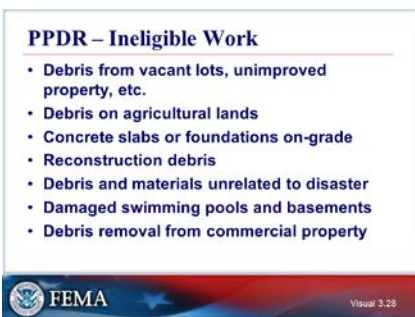 PPDR – Ineligible Work
• Debris from vacant lots, unimproved
property, etc.
• Debris on agricultural lands
• Concrete slabs or foundations on-grade
• Reconstruction debris
• Debris and materials unrelated to disaster
• Damaged swimming pools and basements
• Debris removal from commercial property
FEMA
Visual 3.28